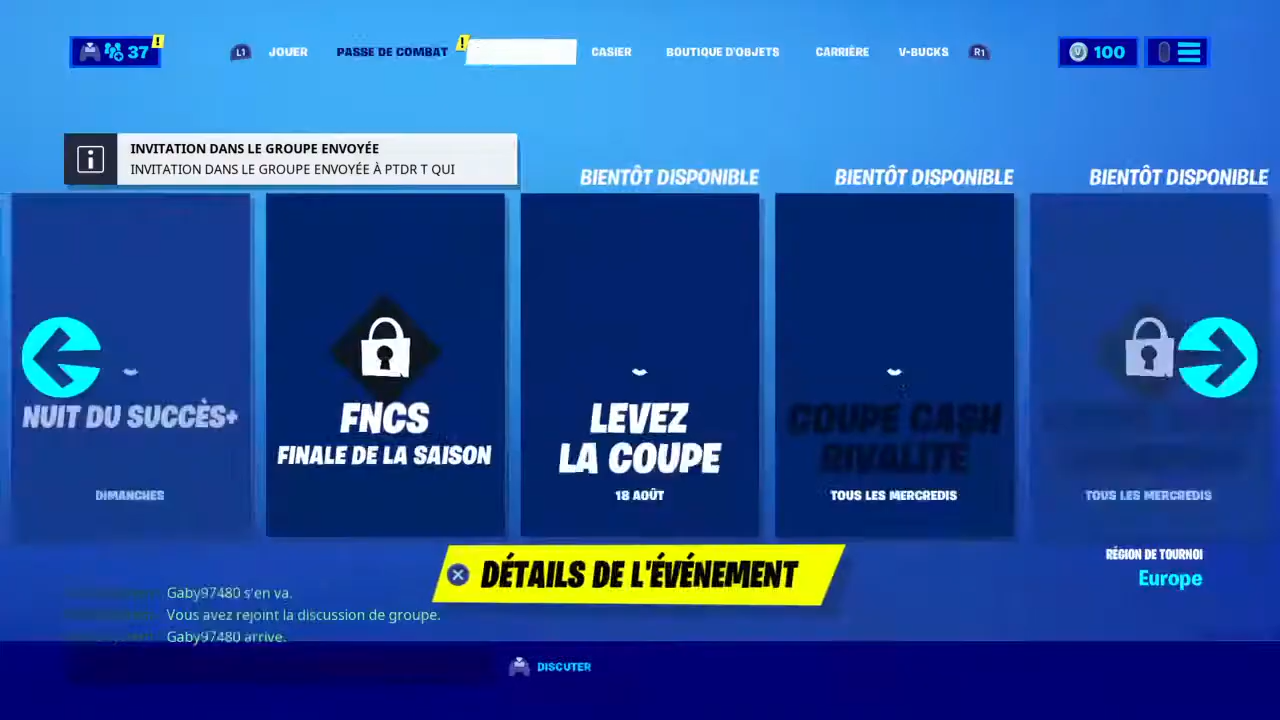 37
L1
JOUER
PASSE DE COMBAT
CASIER
BOUTIQUE D'OBJETS
CARRIÈRE
V-BUCKS
R1
100
INVITATION DANS LE GROUPE ENVOYÉE
INVITATION DANS LE GROUPE ENVOYÉE À PTDR T QUI
BIENTÔT DISPONIBLE
BIENTÔT DISPONIBLE
BIENTÔT DISPONIBLE
NUIT DU SUCCÈS+
DIMANCHES
FNCS
FINALE DE LA SAISON
LEVEZ
LA COUPE
18 AOÛT
COUPE CASH
RIVALITÉ
TOUS LES MERCREDIS
TOUS LES MERCREDIS
DÉTAILS DE L'ÉVÉNEMENT
RÉGION DE TOURNOI
Europe
Gaby97480 s'en va.
Vous avez rejoint la discussion de groupe.
Gaby97480 arrive.
DISCUTER